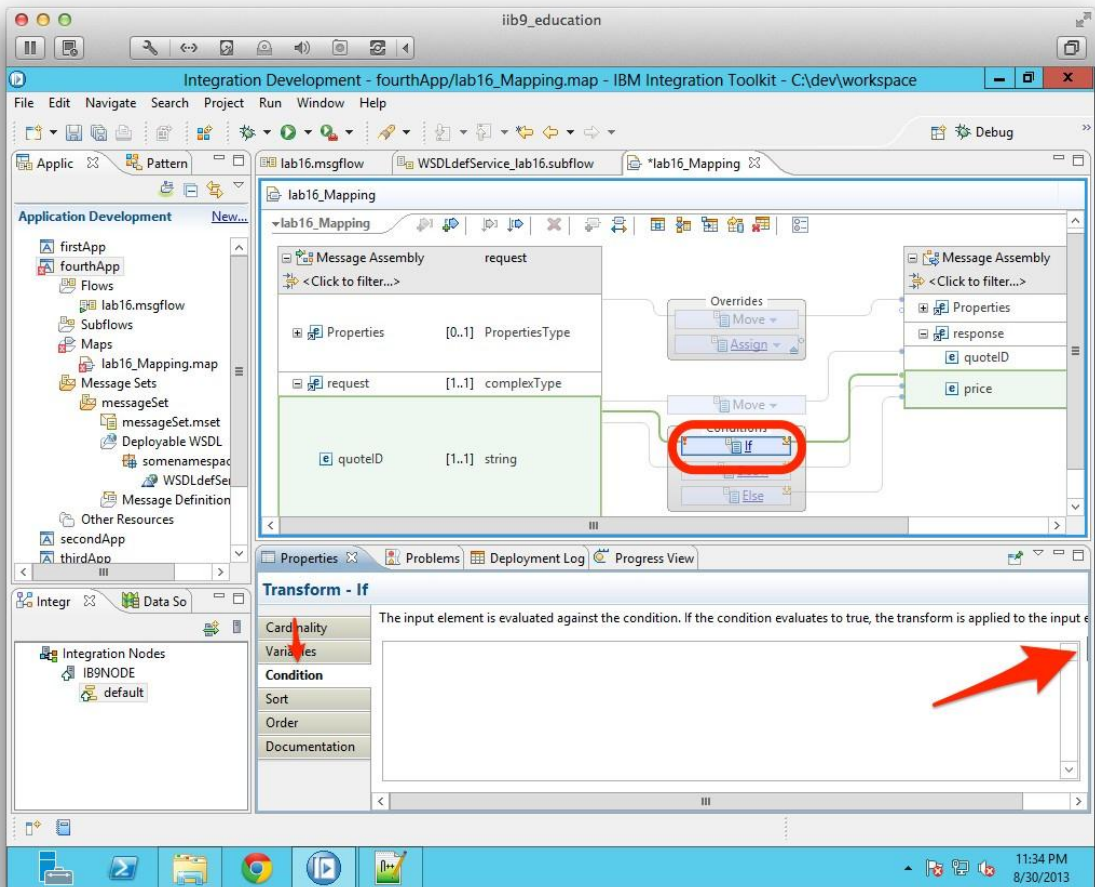 iib9_education
Integration Development - fourthApp/lab16_Mapping.map - IBM Integration Toolkit - C:\dev\workspace
File Edit Navigate Search Project Run Window Help
Debug
Applic
Pattern
lab16.msgflow
WSDLdefService_lab16.subflow
*lab16_Mapping
Application Development
New...
firstApp
fourthApp
Flows
lab16.msgflow
Subflows
Maps
lab16_Mapping.map
Message Sets
messageSet
messageSet.mset
Deployable WSDL
somenamespac
WSDLdefSer
Message Definition
Other Resources
secondApp
thirdApp
lab16_Mapping
lab16_Mapping
Message Assembly request
<Click to filter...>
Properties [0..1] PropertiesType
request [1..1] complexType
quoteID [1..1] string
Overrides
Move
Assign
Move
Conditions
If
Else
Message Assembly
<Click to filter...>
Properties
response
quoteID
price
Integr
Data So
Integration Nodes
IB9NODE
default
Properties
Problems
Deployment Log
Progress View
Transform - If
Cardinality
Variables
Condition
Sort
Order
Documentation
The input element is evaluated against the condition. If the condition evaluates to true, the transform is applied to the input e
11:34 PM
8/30/2013